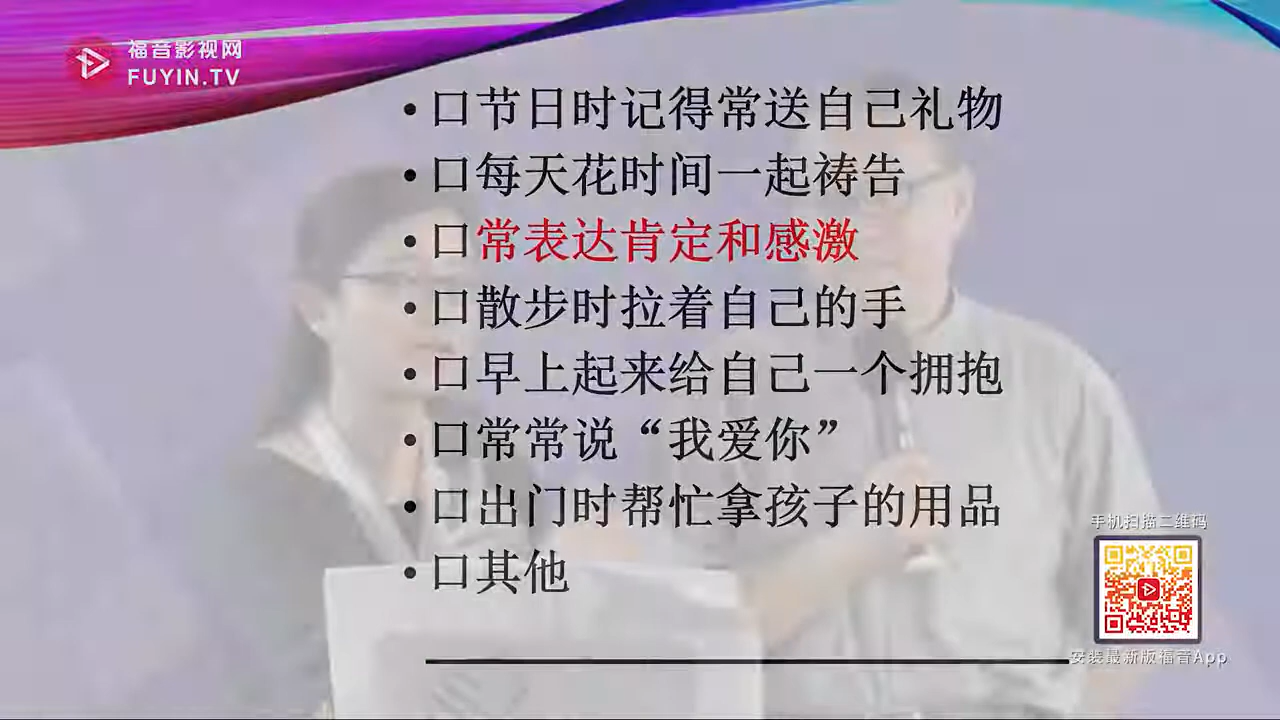 福音影视网
FUYIN.TV
• 口节日时记得常送自己礼物
• 口每天花时间一起祷告
• 口常表达肯定和感激
• 口散步时拉着自己的手
• 口早上起来给自己一个拥抱
• 口常常说“我爱你”
• 口出门时帮忙拿孩子的用品
• 口其他
手机扫描二维码
安装最新版福音App